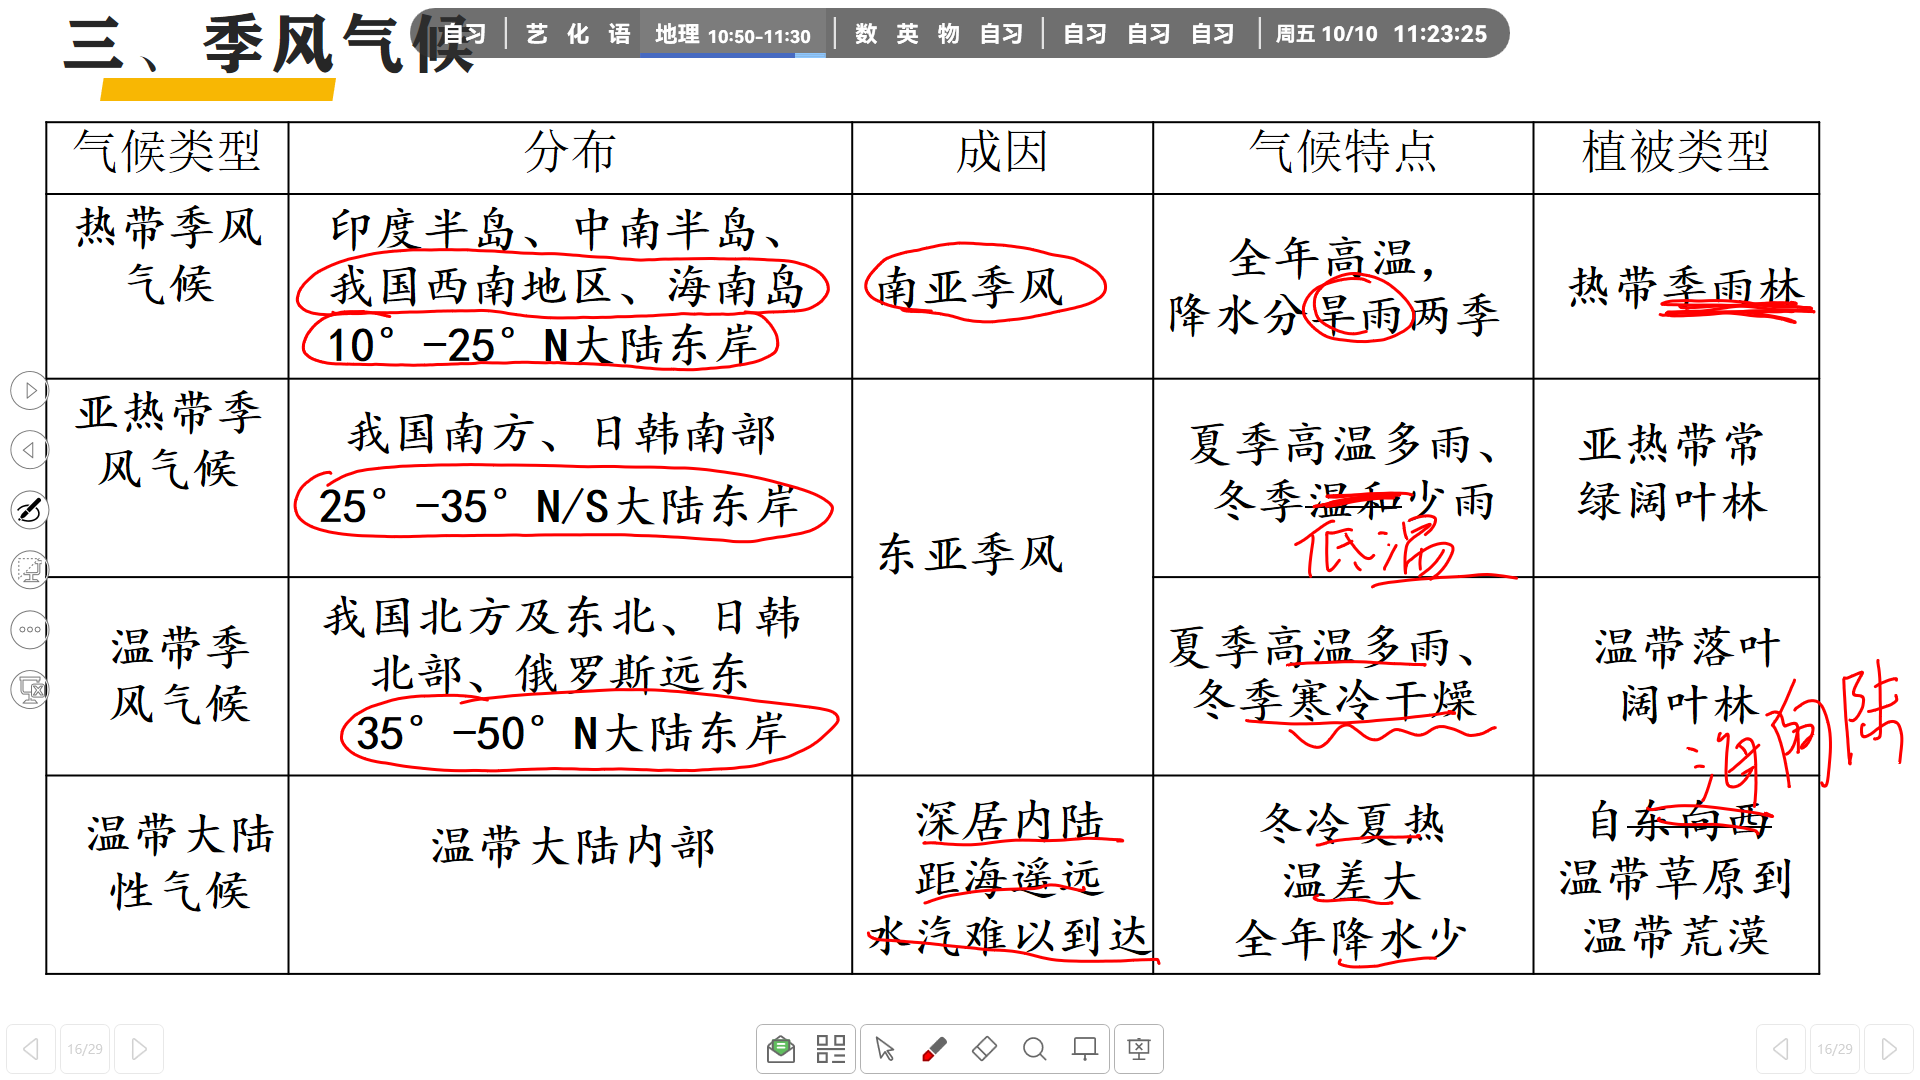 三、季风气候
自习 艺 化 语 地理 10:50-11:30 数 英 物 自习 自习 自习 自习 周五 10/10 11:23:25
气候类型 分布 成因 气候特点 植被类型
热带季风
气候
印度半岛、中南半岛、
我国西南地区、海南岛
10° -25° N大陆东岸
南亚季风
全年高温，
降水分旱雨两季
热带季雨林
亚热带季
风气候
我国南方、日韩南部
25° -35° N/S大陆东岸
东亚季风
夏季高温多雨、
冬季温和少雨
低温
亚热带常
绿阔叶林
温带季
风气候
我国北方及东北、日韩
北部、俄罗斯远东
35° -50° N大陆东岸
夏季高温多雨、
冬季寒冷干燥
温带落叶
阔叶林
海向陆
温带大陆
性气候
温带大陆内部
深居内陆
距海遥远
水汽难以到达
冬冷夏热
温差大
全年降水少
自东向西
温带草原到
温带荒漠
16/29
16/29